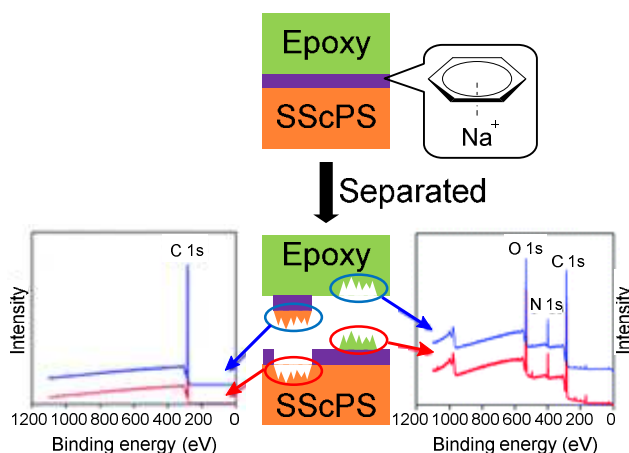 Epoxy
SScPS
Na+
Separated
C 1s
Intensity
1200 1000 800 600 400 200 0
Binding energy (eV)
Epoxy
SScPS
O 1s
C 1s
N 1s
Intensity
1200 1000 800 600 400 200 0
Binding energy (eV)